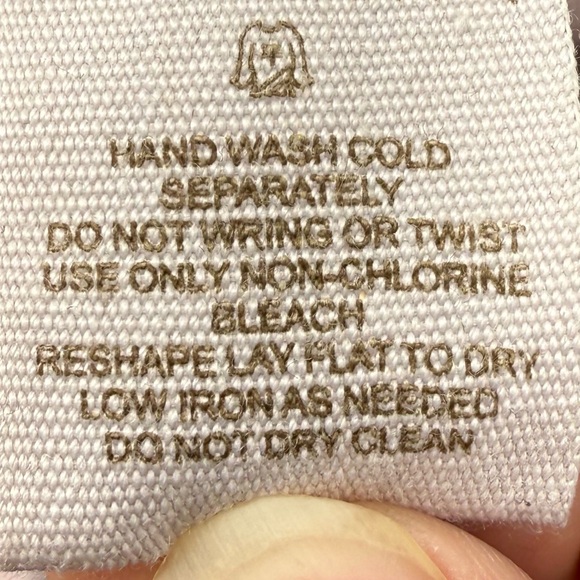 HAND WASH COLD
SEPARATELY
DO NOT WRING OR TWIST
USE ONLY NON-CHLORINE
BLEACH
RESHAPE LAY FLAT TO DRY
LOW IRON AS NEEDED
DO NOT DRY CLEAN